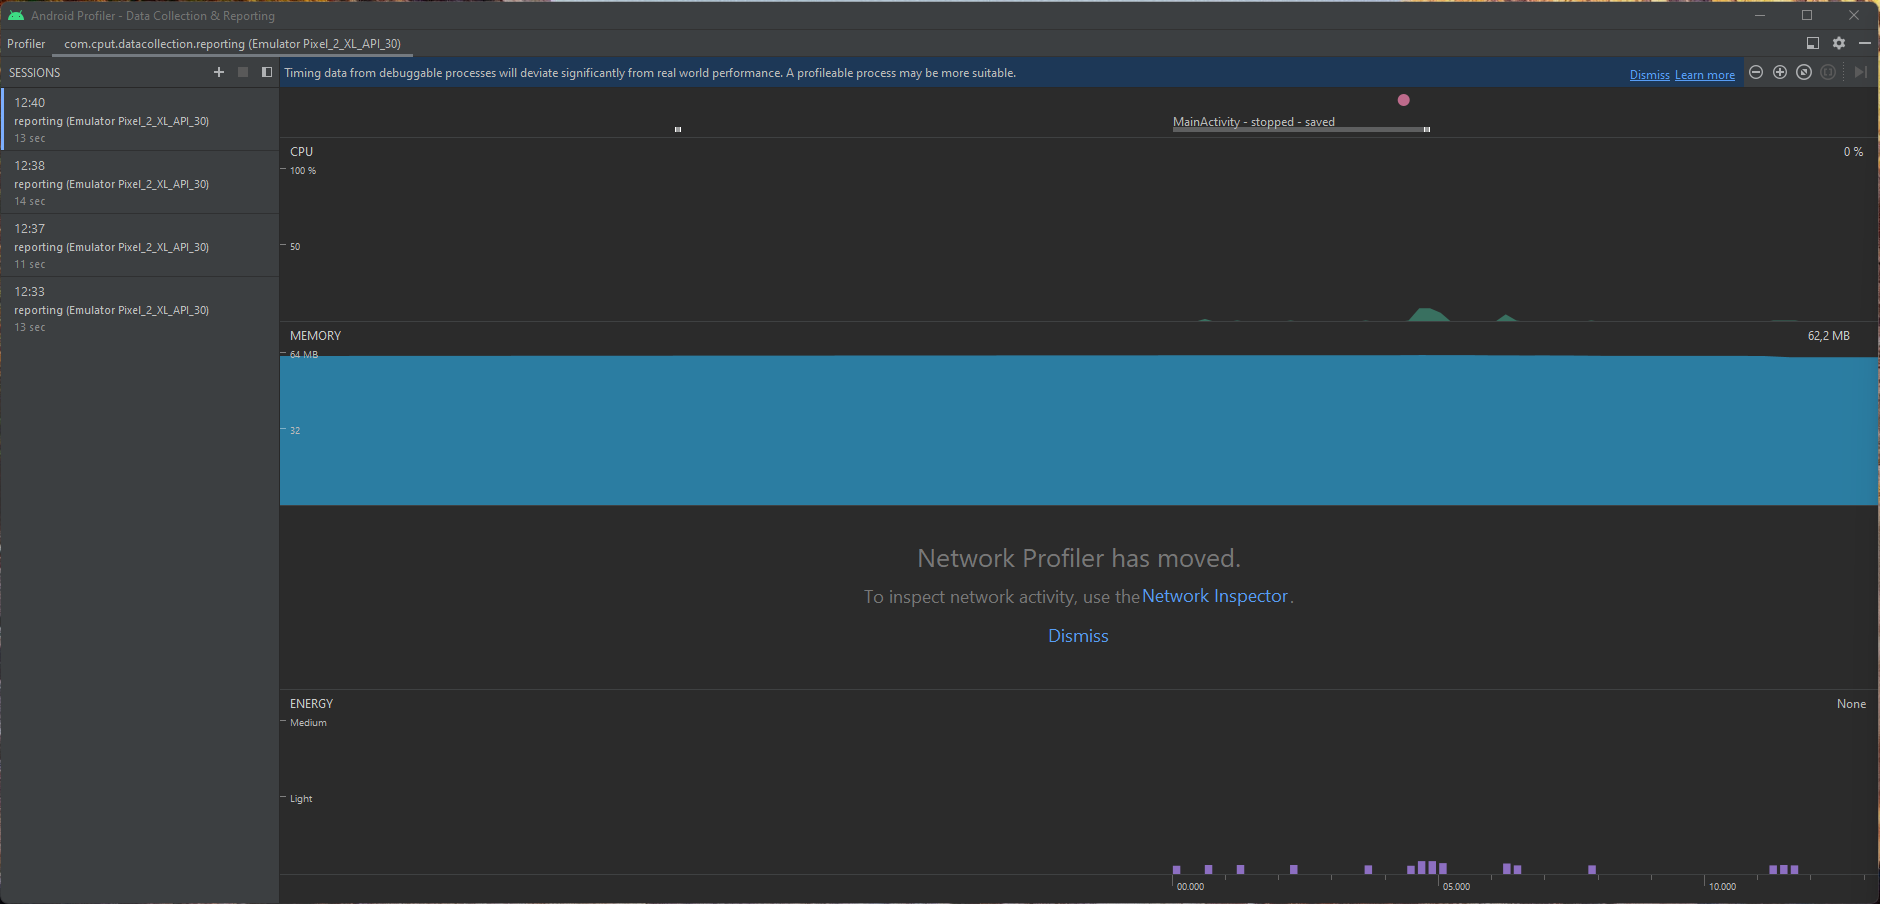 Android Profiler - Data Collection & Reporting
Profiler com.cput.datacollection.reporting (Emulator Pixel_2_XL_API_30)
SESSIONS
Timing data from debuggable processes will deviate significantly from real world performance. A profileable process may be more suitable.
Dismiss Learn more
12:40
reporting (Emulator Pixel_2_XL_API_30)
13 sec
12:38
reporting (Emulator Pixel_2_XL_API_30)
14 sec
12:37
reporting (Emulator Pixel_2_XL_API_30)
11 sec
12:33
reporting (Emulator Pixel_2_XL_API_30)
13 sec
MainActivity - stopped - saved
CPU 0 %
100 %
50
MEMORY 62,2 MB
64 MB
32
Network Profiler has moved.
To inspect network activity, use the Network Inspector.
Dismiss
ENERGY None
Medium
Light
00.000 05.000 10.000